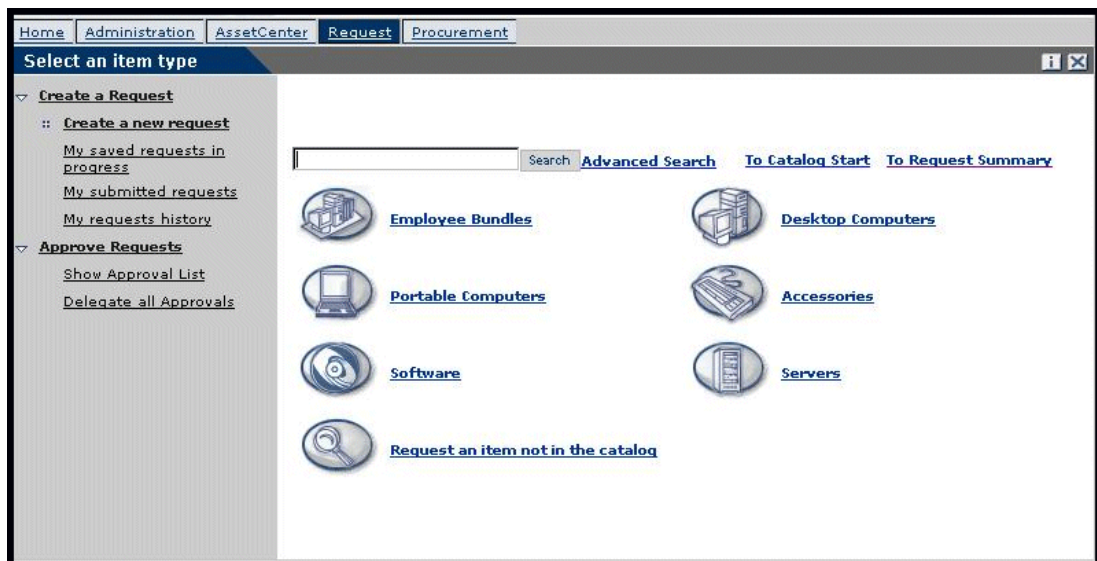 Home Administration AssetCenter Request Procurement
Select an item type
Create a Request
Create a new request
My saved requests in
progress
My submitted requests
My requests history
Approve Requests
Show Approval List
Delegate all Approvals
Search Advanced Search To Catalog Start To Request Summary
Employee Bundles Desktop Computers
Portable Computers Accessories
Software Servers
Request an item not in the catalog